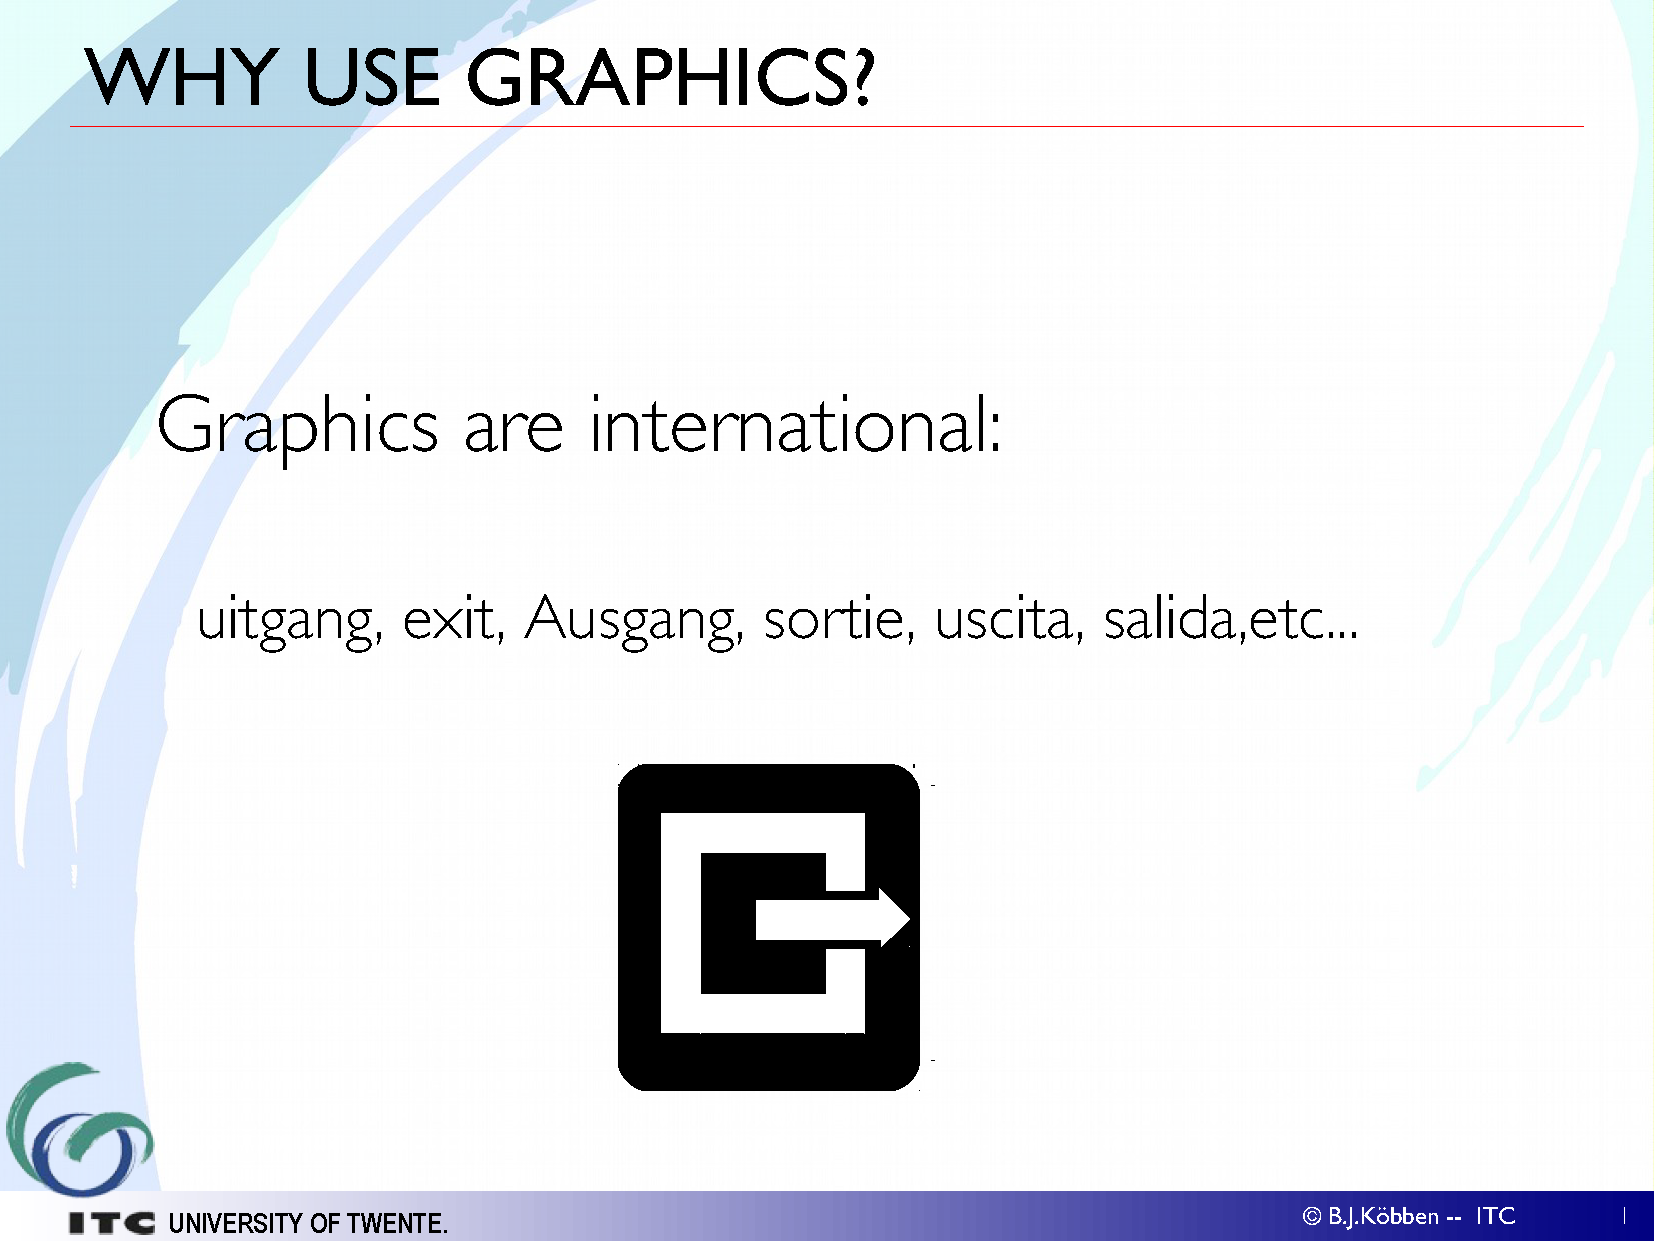 WHY USE GRAPHICS?
Graphics are international:
uitgang, exit, Ausgang, sortie, uscita, salida,etc...
ITC UNIVERSITY OF TWENTE.
© B.J.Köbben -- ITC